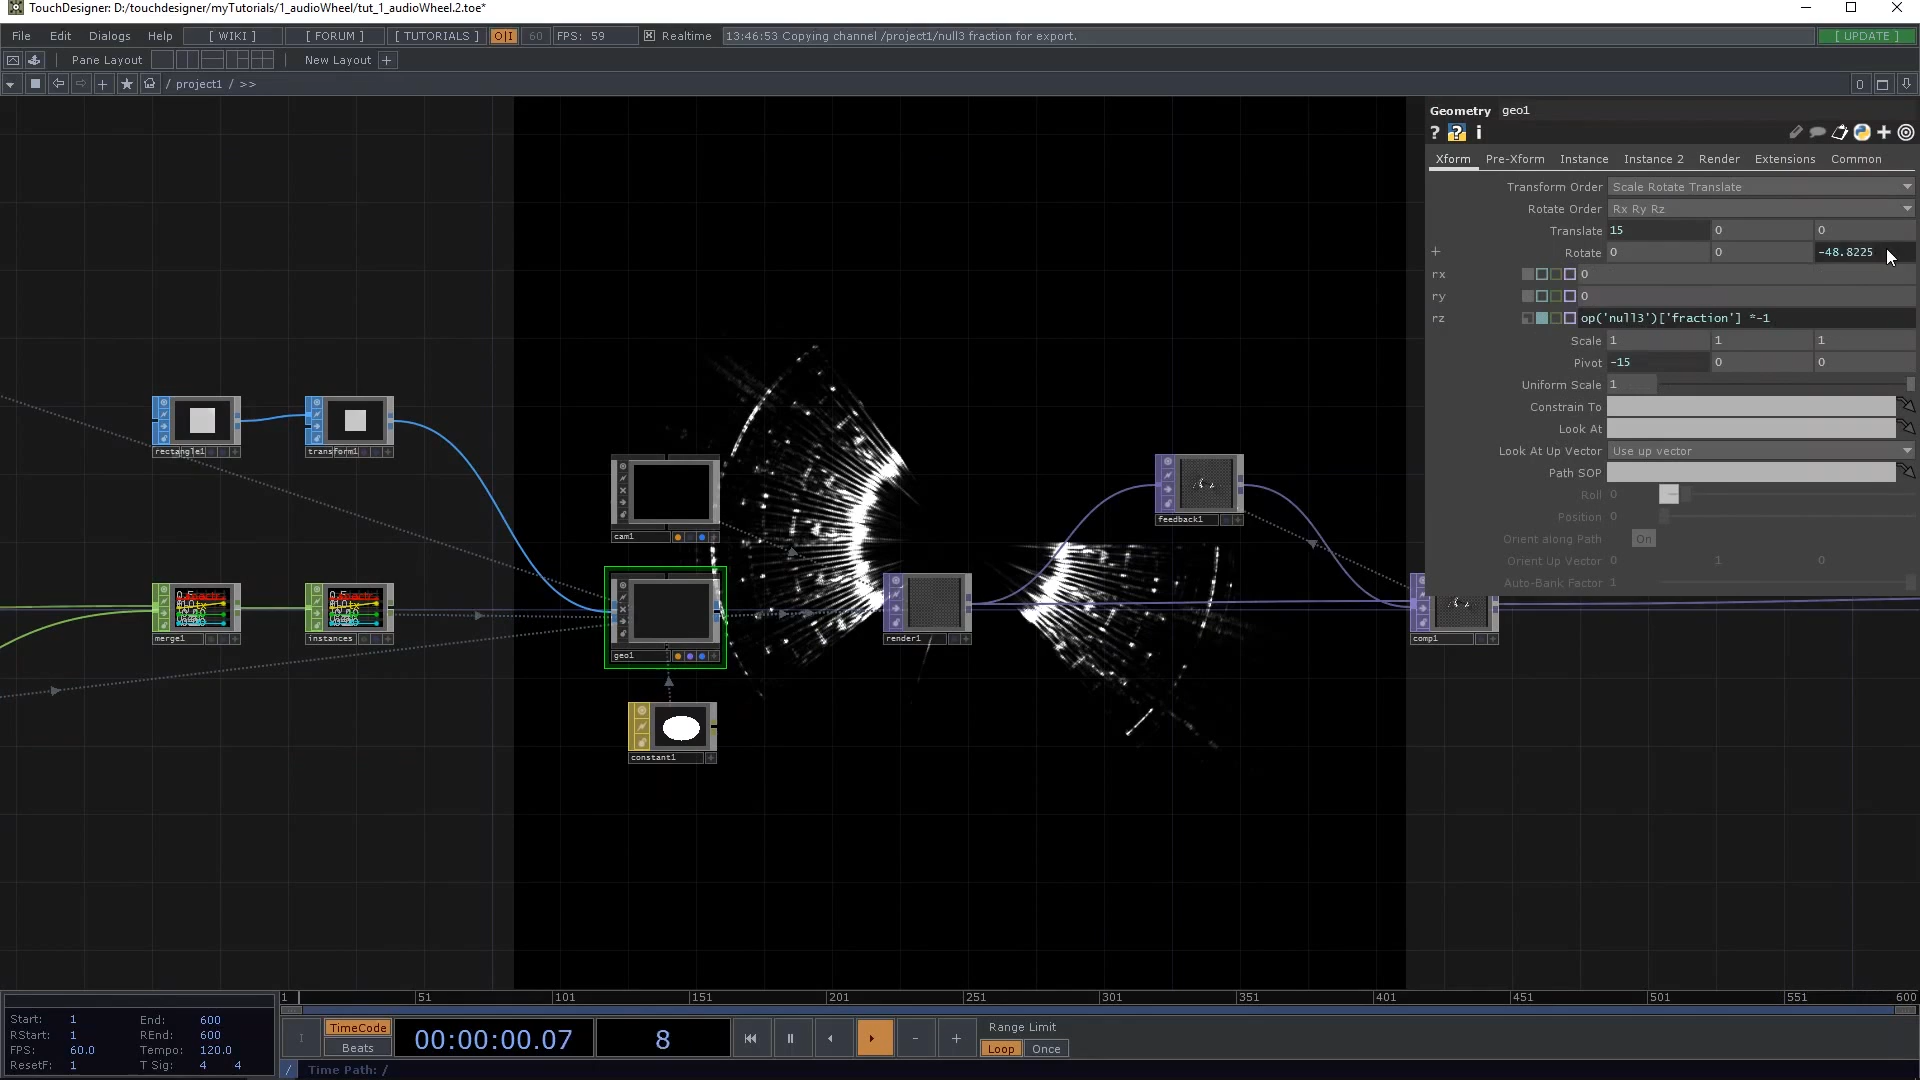 TouchDesigner: D:/touchdesigner/myTutorials/1_audioWheel/tut_1_audioWheel.2.toe*
File Edit Dialogs Help [ WIKI ] [ FORUM ] [ TUTORIALS ] O|I 60 FPS: 59 Realtime 13:46:53 Copying channel /project1/null3 fraction for export. [ UPDATE ]
Pane Layout New Layout +
/ project1 / >> 0
Geometry geo1
? ? i
Xform Pre-Xform Instance Instance 2 Render Extensions Common
Transform Order Scale Rotate Translate
Rotate Order Rx Ry Rz
Translate 15 0 0
+ Rotate 0 0 -48.8225
rx 0
ry 0
rz op('null3')['fraction'] *-1
Scale 1 1 1
Pivot -15 0 0
Uniform Scale 1
Constrain To
Look At
Look At Up Vector Use up vector
Path SOP
Roll 0
Position 0
Orient along Path On
Orient Up Vector 0 1 0
Auto-Bank Factor 1
rectangle1 transform1
cam1
feedback1
merge1 instances
geo1
render1
comp1
constant1
1 51 101 151 201 251 301 351 401 451 501 551 600
Start: 1 End: 600
RStart: 1 REnd: 600
FPS: 60.0 Tempo: 120.0
ResetF: 1 T Sig: 4 4
I TimeCode
Beats
00:00:00.07 8
- +
Range Limit
Loop Once
/ Time Path: /